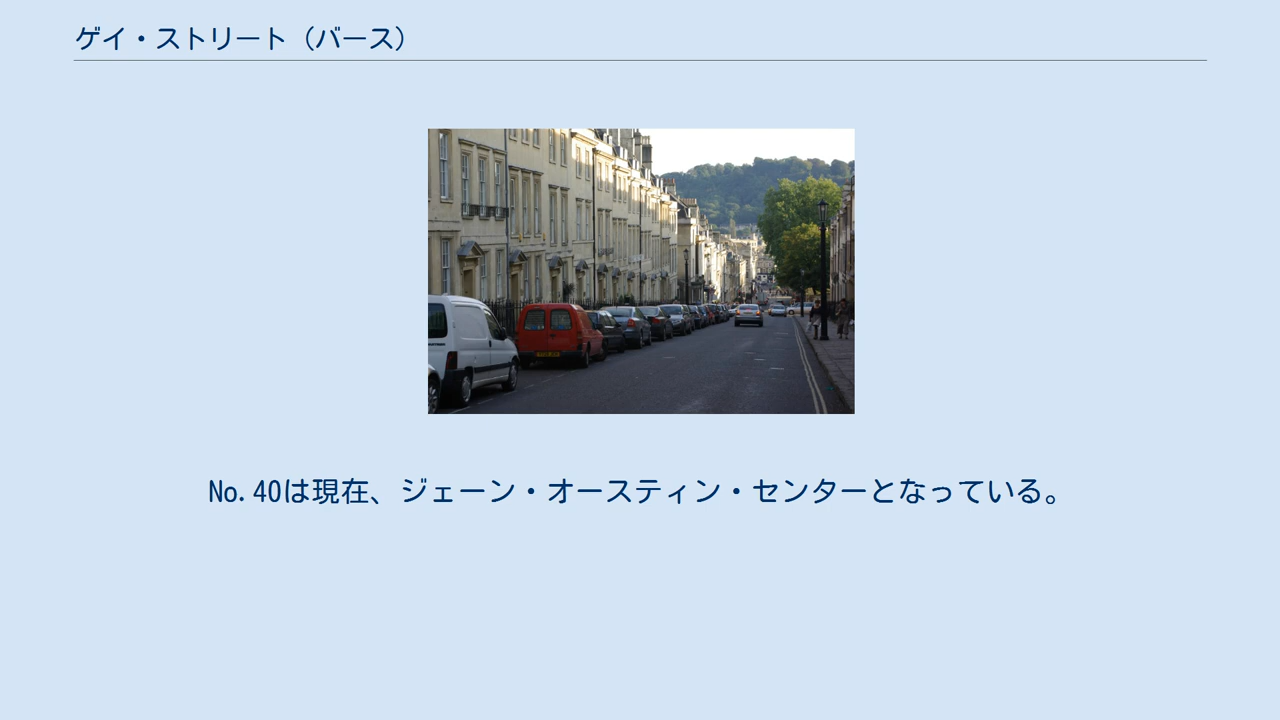 ゲイ・ストリート（バース）
No.40は現在、ジェーン・オースティン・センターとなっている。